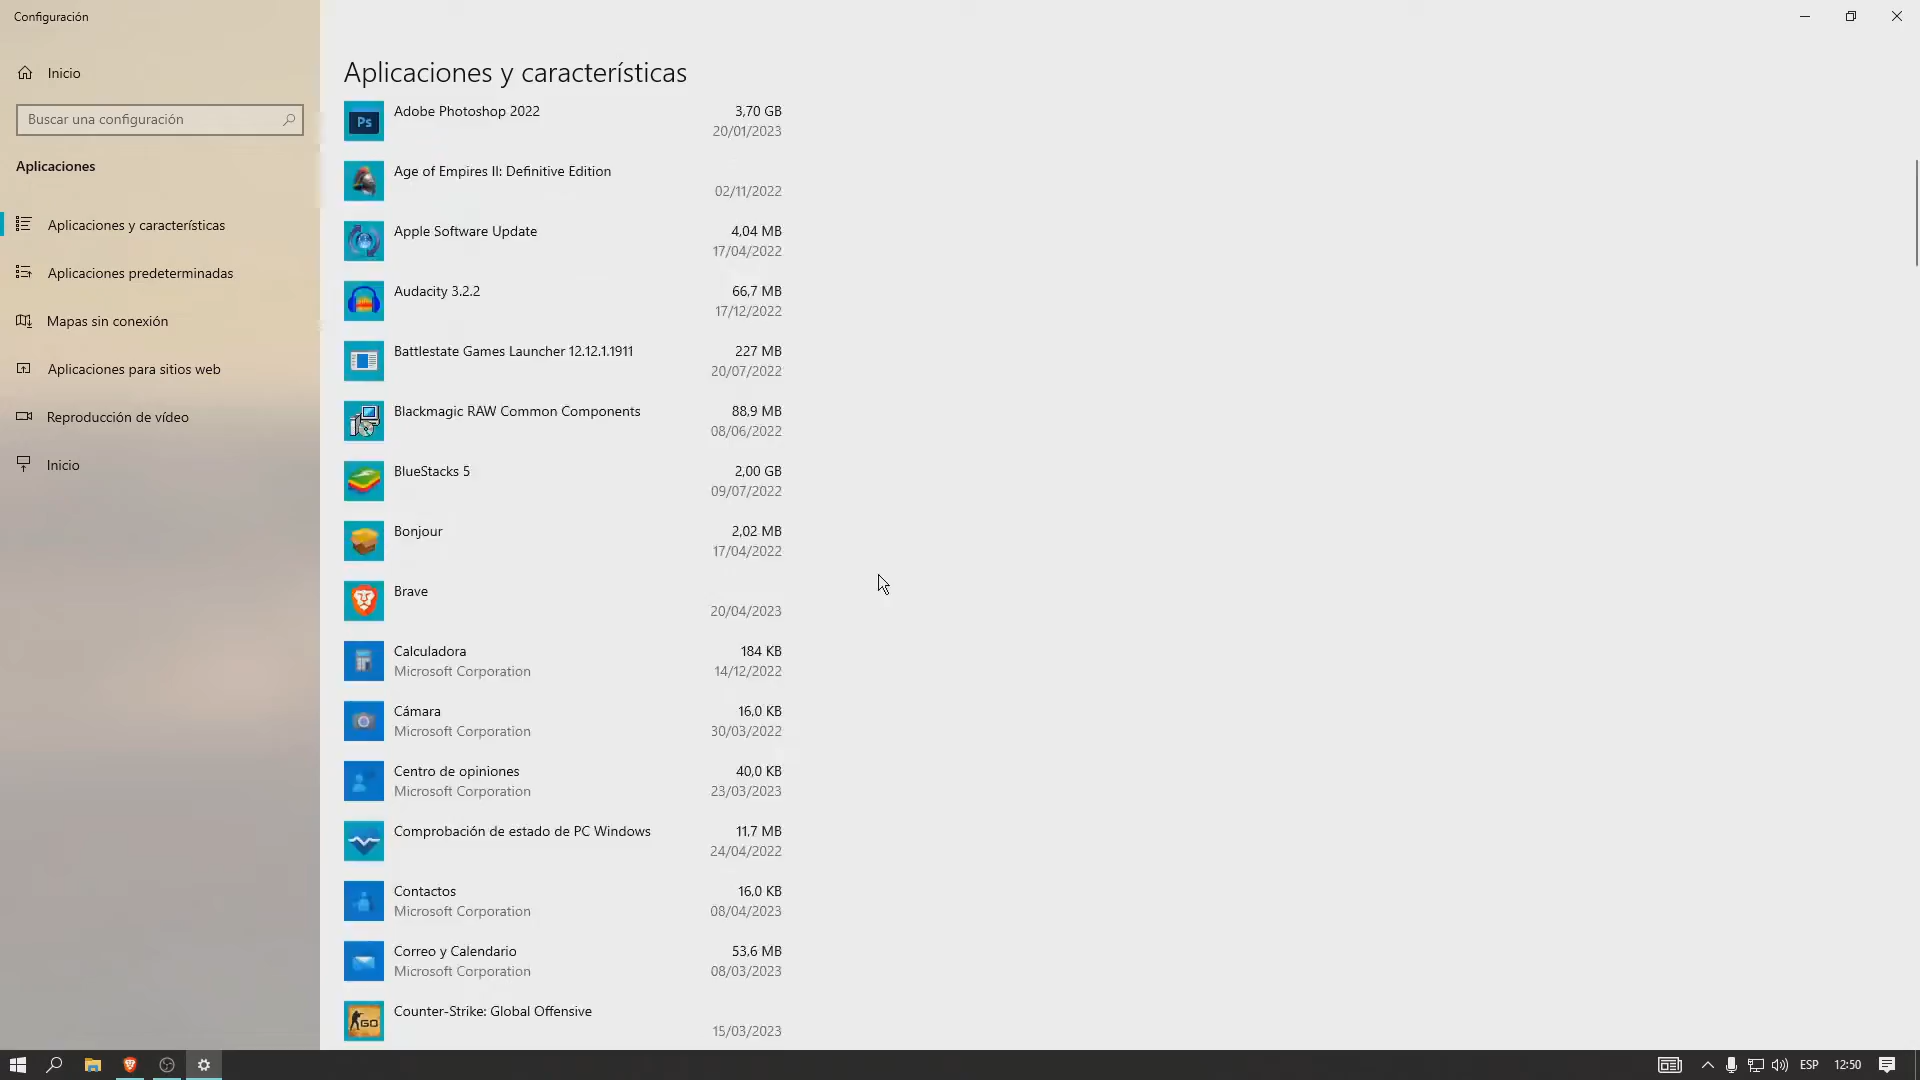 Configuración
Inicio
Buscar una configuración
Aplicaciones
Aplicaciones y características
Aplicaciones predeterminadas
Mapas sin conexión
Aplicaciones para sitios web
Reproducción de vídeo
Inicio
Aplicaciones y características
Ps
Adobe Photoshop 2022 3,70 GB
20/01/2023
Age of Empires II: Definitive Edition
02/11/2022
Apple Software Update 4,04 MB
17/04/2022
Audacity 3.2.2 66,7 MB
17/12/2022
Battlestate Games Launcher 12.12.1.1911 227 MB
20/07/2022
Blackmagic RAW Common Components 88,9 MB
08/06/2022
BlueStacks 5 2,00 GB
09/07/2022
Bonjour 2,02 MB
17/04/2022
Brave
20/04/2023
Calculadora 184 KB
Microsoft Corporation 14/12/2022
Cámara 16,0 KB
Microsoft Corporation 30/03/2022
Centro de opiniones 40,0 KB
Microsoft Corporation 23/03/2023
Comprobación de estado de PC Windows 11,7 MB
24/04/2022
Contactos 16,0 KB
Microsoft Corporation 08/04/2023
Correo y Calendario 53,6 MB
Microsoft Corporation 08/03/2023
Counter-Strike: Global Offensive
GO
15/03/2023
ESP 12:50